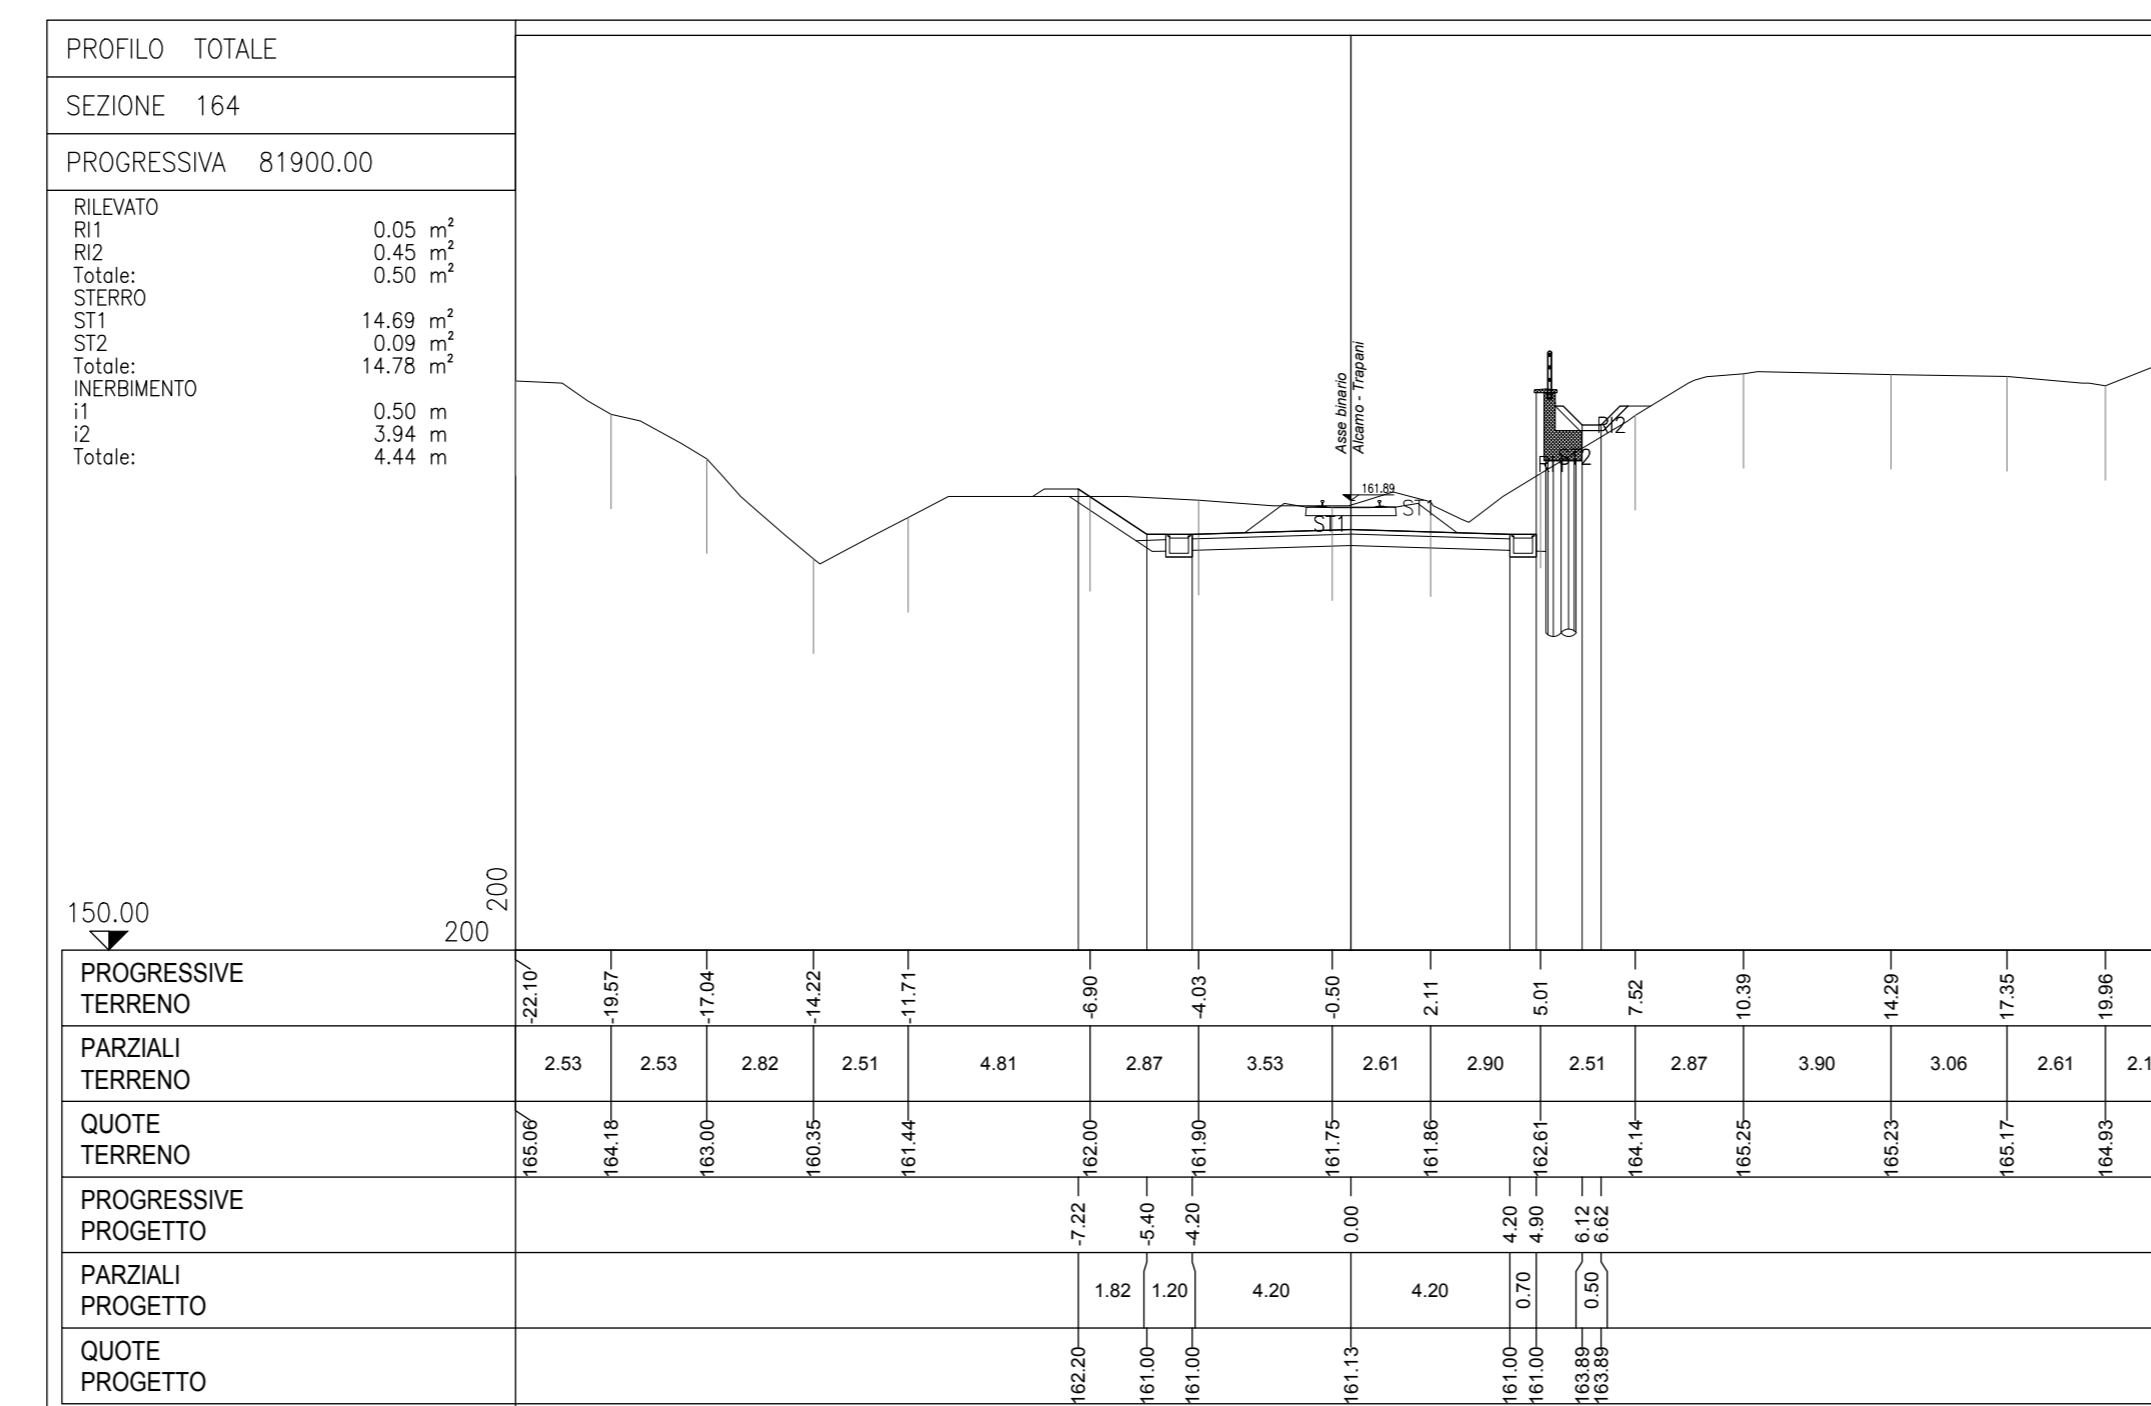 PROFILO TOTALE
SEZIONE 164
PROGRESSIVA 81900.00
RILEVATO
RI1 0.05 m²
RI2 0.45 m²
Totale: 0.50 m²
STERRO
ST1 14.69 m²
ST2 0.09 m²
Totale: 14.78 m²
INERBIMENTO
i1 0.50 m
i2 3.94 m
Totale: 4.44 m
Asse binario
Alcamo - Trapani
161.89
ST1
ST1
RI2
RI1
ST2
150.00
200
200
PROGRESSIVE
TERRENO
-22.10 -19.57 -17.04 -14.22 -11.71 -6.90 -4.03 -0.50 2.11 5.01 7.52 10.39 14.29 17.35 19.96
PARZIALI
TERRENO
2.53 2.53 2.82 2.51 4.81 2.87 3.53 2.61 2.90 2.51 2.87 3.90 3.06 2.61 2.1
QUOTE
TERRENO
165.06 164.18 163.00 160.35 161.44 162.00 161.90 161.75 161.86 162.61 164.14 165.25 165.23 165.17 164.93
PROGRESSIVE
PROGETTO
-7.22 -5.40 -4.20 0.00 4.20 4.90 6.12 6.62
PARZIALI
PROGETTO
1.82 1.20 4.20 4.20 0.70 0.50
QUOTE
PROGETTO
162.20 161.00 161.00 161.13 161.00 161.00 163.89 163.89